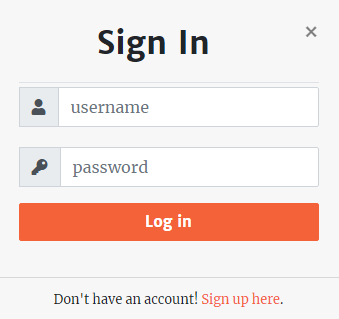 Sign In
×
username
password
Log in
Don't have an account! Sign up here.